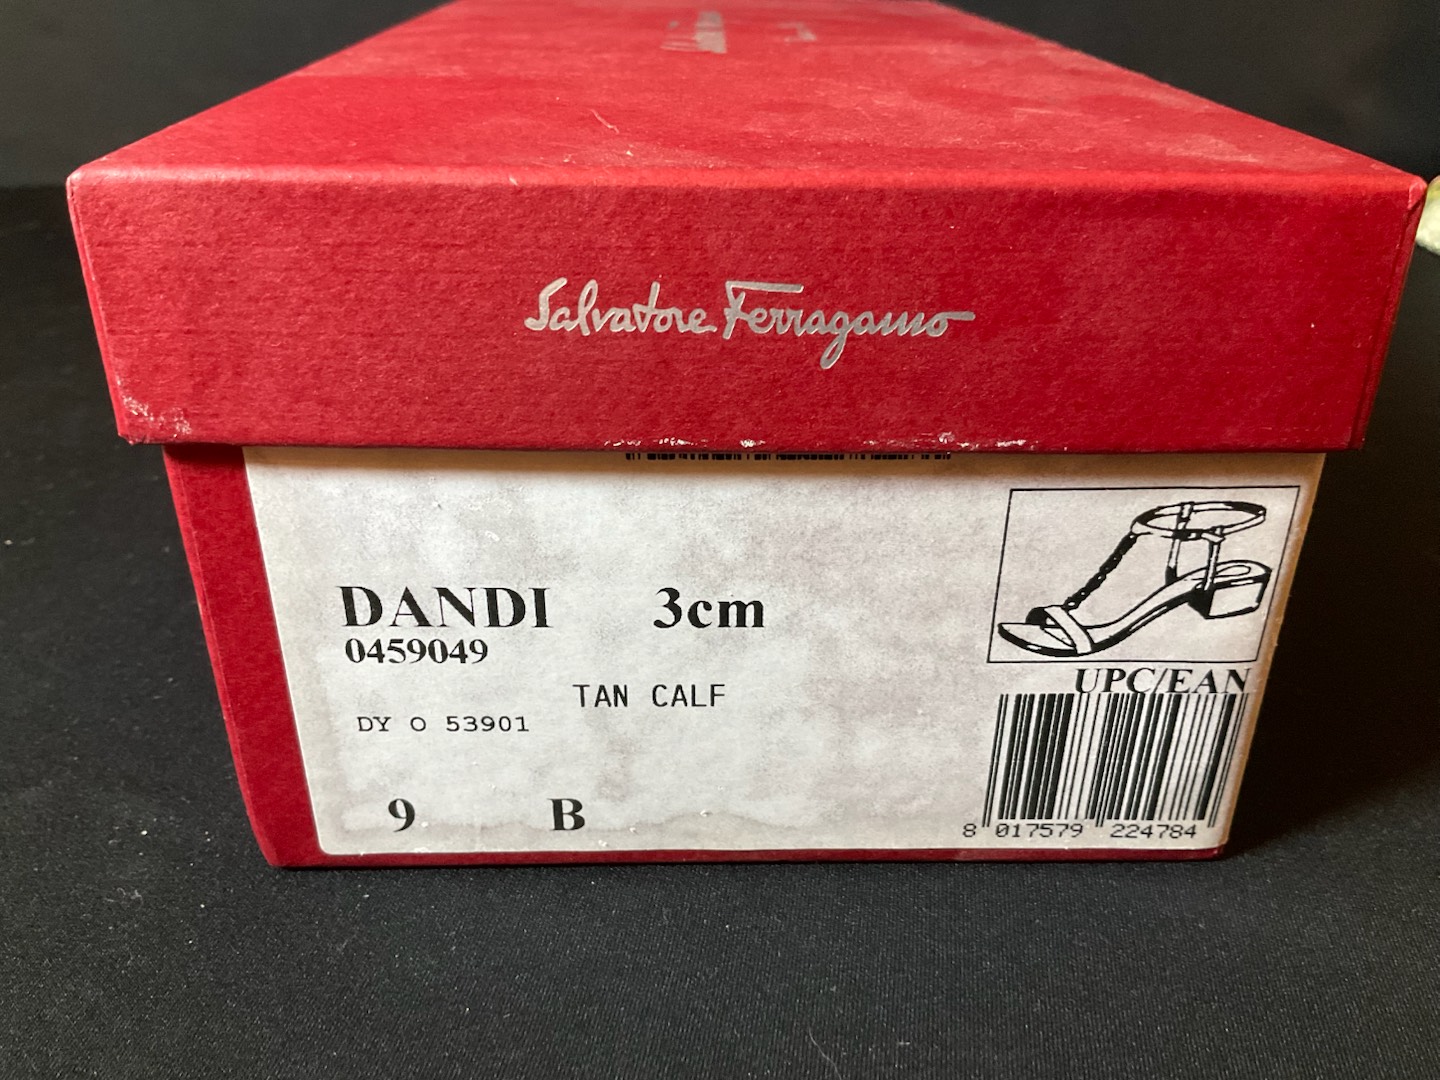 Salvatore Ferragamo
DANDI 3cm
0459049
TAN CALF
DY O 53901
9 B
UPC/EAN
8 017579 224784